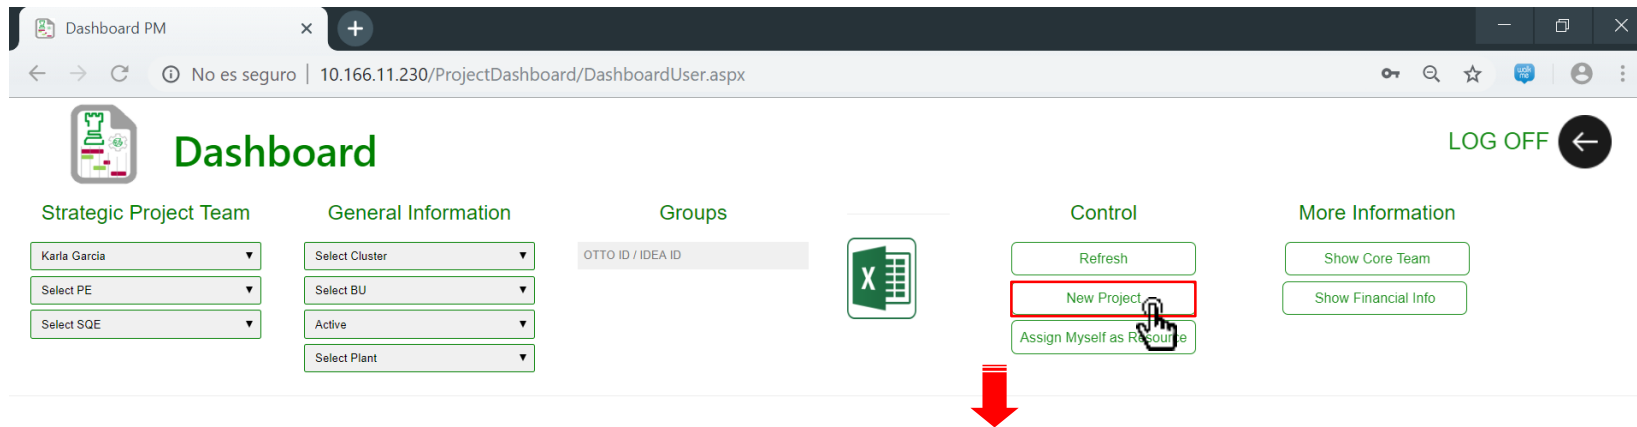 Dashboard PM
No es seguro | 10.166.11.230/ProjectDashboard/DashboardUser.aspx
walk me
Dashboard
LOG OFF
Strategic Project Team
Karla Garcia
Select PE
Select SQE
General Information
Select Cluster
Select BU
Active
Select Plant
Groups
OTTO ID / IDEA ID
X
Control
Refresh
New Project
Assign Myself as Resource
More Information
Show Core Team
Show Financial Info